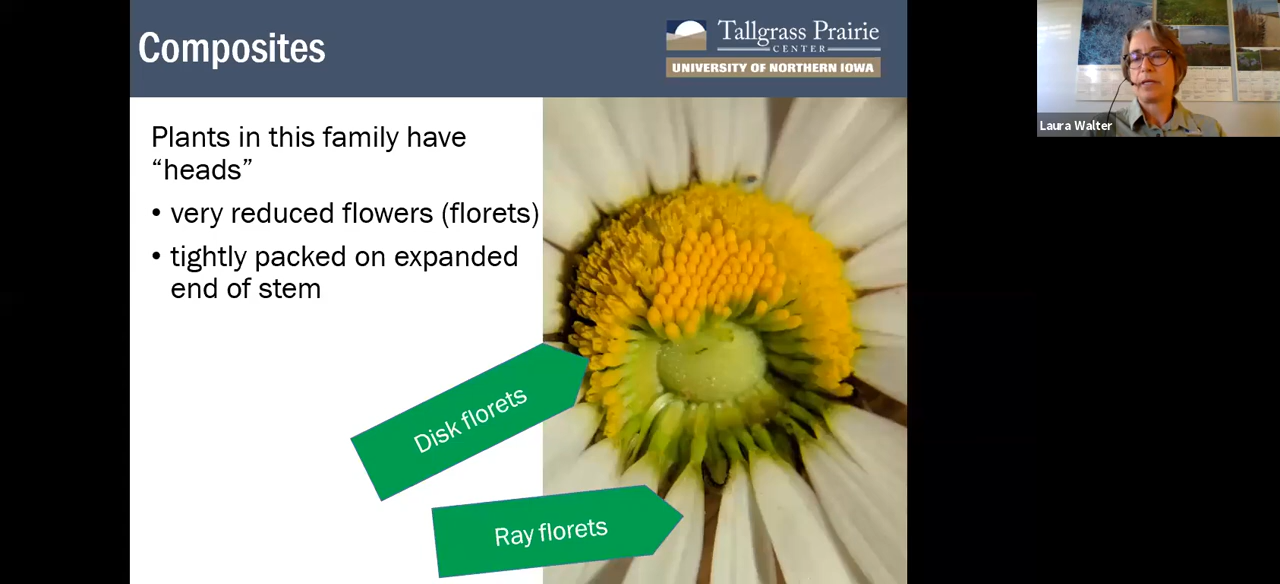 Composites
Tallgrass Prairie
CENTER
UNIVERSITY OF NORTHERN IOWA
Laura Walter
Plants in this family have
“heads”
• very reduced flowers (florets)
• tightly packed on expanded
end of stem
Disk florets
Ray florets